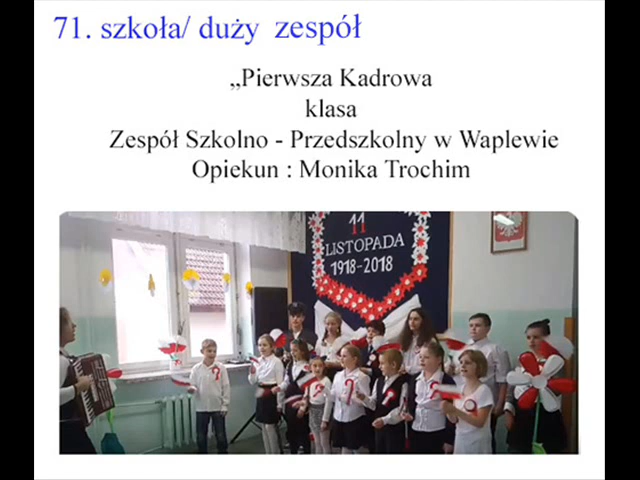 71. szkoła/ duży zespół
„Pierwsza Kadrowa
klasa
Zespół Szkolno - Przedszkolny w Waplewie
Opiekun : Monika Trochim
11
LISTOPADA
1918-2018